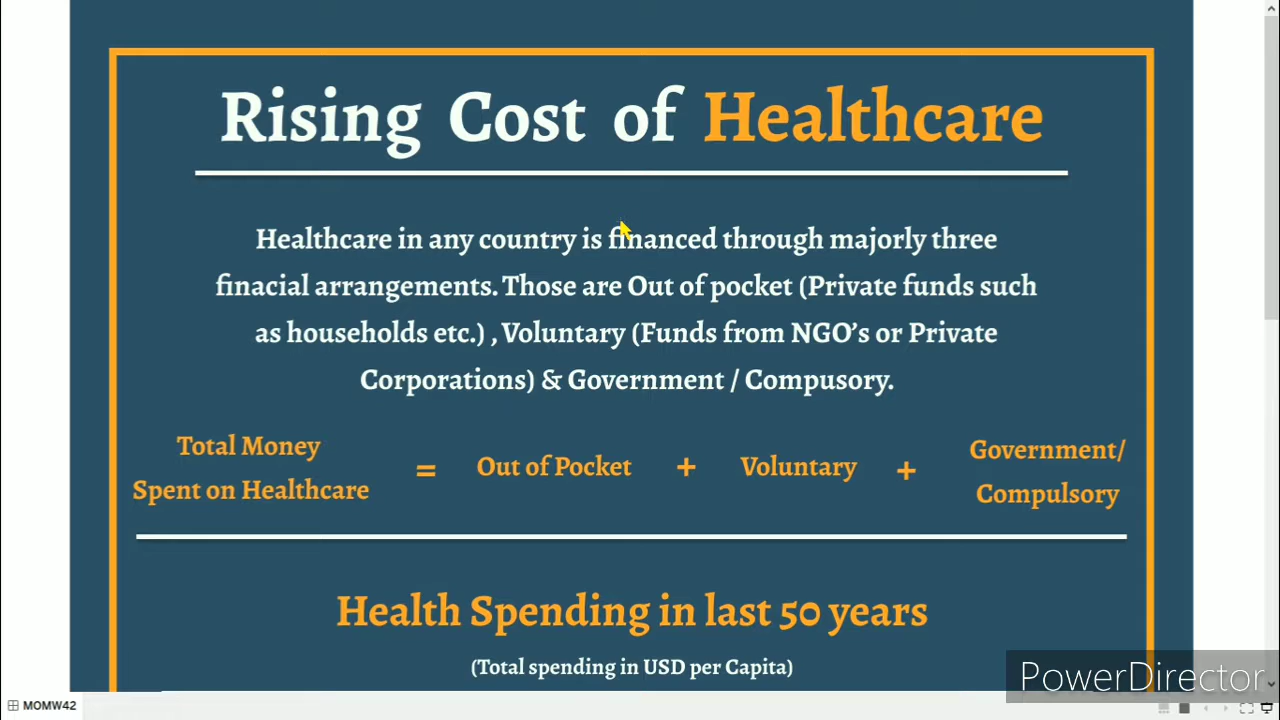 Rising Cost of Healthcare
Healthcare in any country is financed through majorly three
finacial arrangements. Those are Out of pocket (Private funds such
as households etc.) , Voluntary (Funds from NGO's or Private
Corporations) & Government / Compusory.
Total Money
Spent on Healthcare
=
Out of Pocket
+
Voluntary
+
Government/
Compulsory
Health Spending in last 50 years
(Total spending in USD per Capita)
PowerDirector
MOMW42